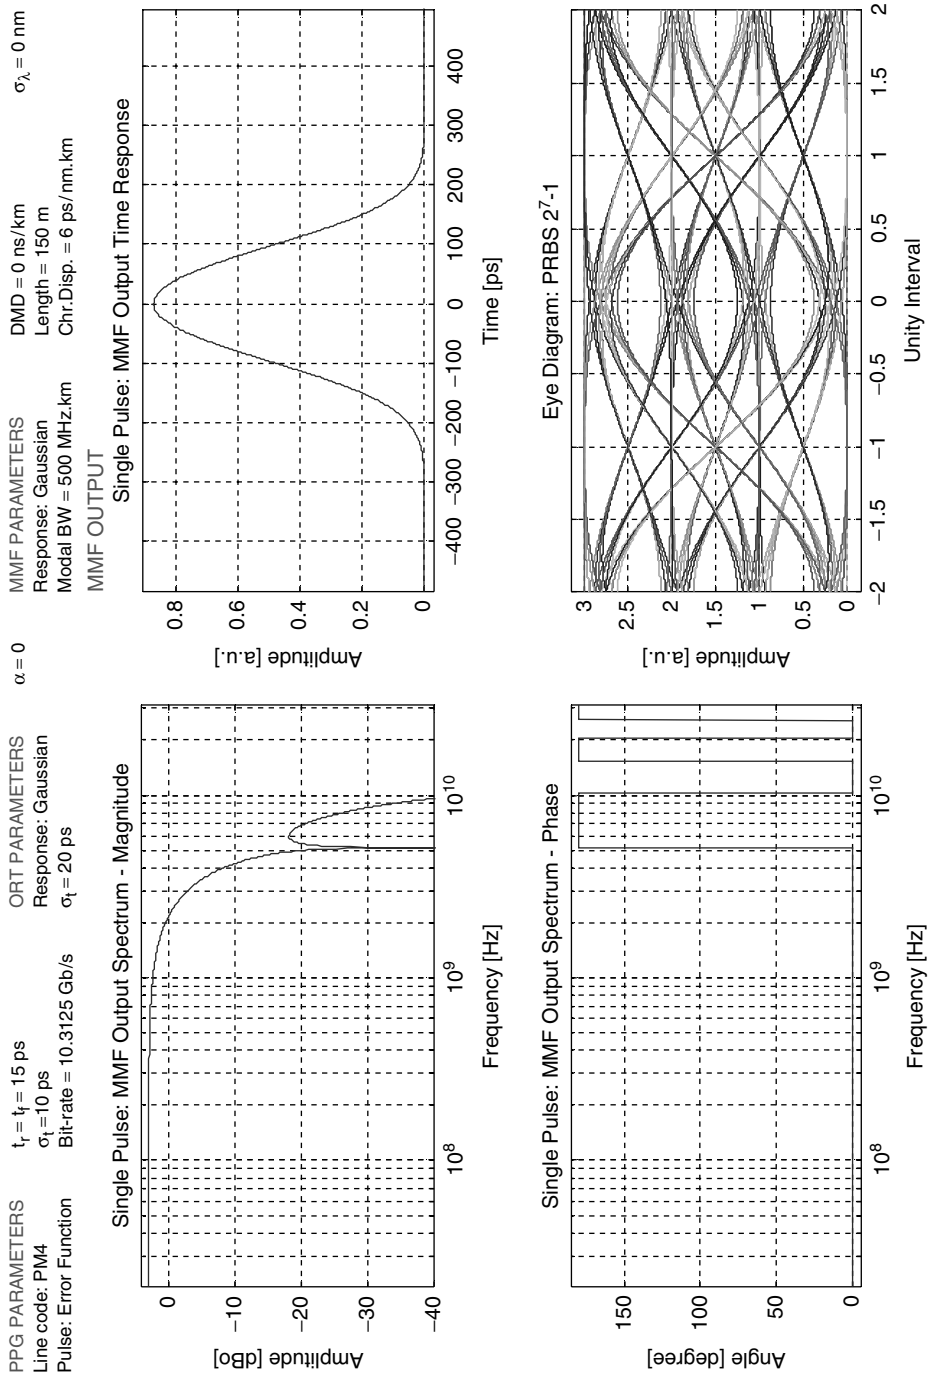 PPG PARAMETERS
Line code: PM4
Pulse: Error Function
t_r = t_f = 15 ps
σ_t =10 ps
Bit-rate = 10.3125 Gb/s
ORT PARAMETERS
Response: Gaussian
σ_t = 20 ps
α = 0
MMF PARAMETERS
Response: Gaussian
Modal BW = 500 MHz.km
DMD = 0 ns/km
Length = 150 m
Chr.Disp. = 6 ps/nm.km
σ_λ = 0 nm
MMF OUTPUT
Single Pulse: MMF Output Spectrum - Magnitude
Amplitude [dBo]
0
−10
−20
−30
−40
10^8
10^9
10^10
Frequency [Hz]
Single Pulse: MMF Output Time Response
Amplitude [a.u.]
0.8
0.6
0.4
0.2
0
−400
−300
−200
−100
0
100
200
300
400
Time [ps]
Single Pulse: MMF Output Spectrum - Phase
Angle [degree]
150
100
50
0
10^8
10^9
10^10
Frequency [Hz]
Eye Diagram: PRBS 2^7-1
Amplitude [a.u.]
3
2.5
2
1.5
1
0.5
0
−2
−1.5
−1
−0.5
0
0.5
1
1.5
2
Unity Interval